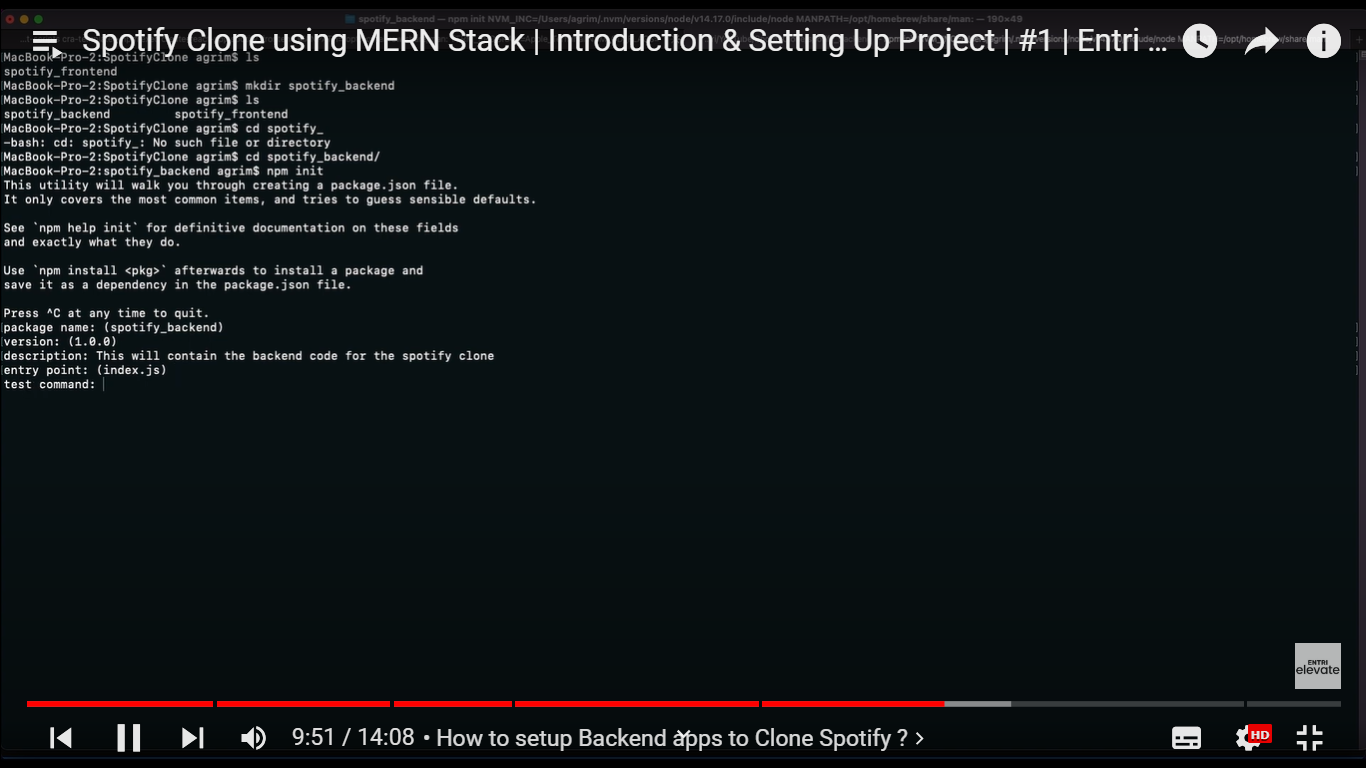 spotify_backend — npm init NVM_INC=/Users/agrim/.nvm/versions/node/v14.17.0/include/node MANPATH=/opt/homebrew/share/man: — 190×49
Spotify Clone using MERN Stack | Introduction & Setting Up Project | #1 | Entri ...
MacBook-Pro-2:SpotifyClone agrim$ ls
spotify_frontend
MacBook-Pro-2:SpotifyClone agrim$ mkdir spotify_backend
MacBook-Pro-2:SpotifyClone agrim$ ls
spotify_backend spotify_frontend
MacBook-Pro-2:SpotifyClone agrim$ cd spotify_
-bash: cd: spotify_: No such file or directory
MacBook-Pro-2:SpotifyClone agrim$ cd spotify_backend/
MacBook-Pro-2:spotify_backend agrim$ npm init
This utility will walk you through creating a package.json file.
It only covers the most common items, and tries to guess sensible defaults.
See `npm help init` for definitive documentation on these fields
and exactly what they do.
Use `npm install <pkg>` afterwards to install a package and
save it as a dependency in the package.json file.
Press ^C at any time to quit.
package name: (spotify_backend)
version: (1.0.0)
description: This will contain the backend code for the spotify clone
entry point: (index.js)
test command:
ENTRI
elevate
9:51 / 14:08 • How to setup Backend apps to Clone Spotify ? >
HD